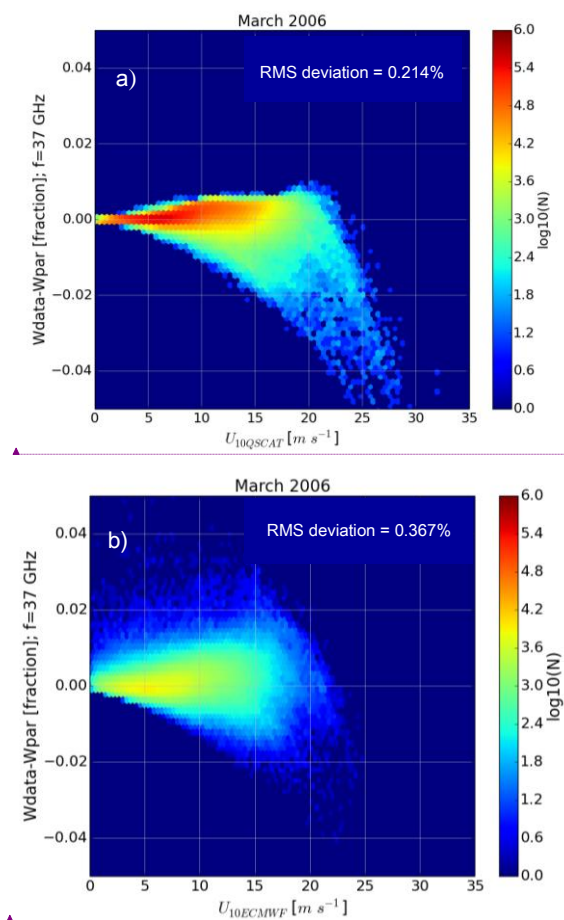 March 2006
a)
RMS deviation = 0.214%
Wdata-Wpar [fraction]; f=37 GHz
0.04
0.02
0.00
−0.02
−0.04
0 5 10 15 20 25 30 35
U10QSCAT [m s−1]
6.0
5.4
4.8
4.2
3.6
3.0
2.4
1.8
1.2
0.6
0.0
log10(N)
March 2006
b)
RMS deviation = 0.367%
Wdata-Wpar [fraction]; f=37 GHz
0.04
0.02
0.00
−0.02
−0.04
0 5 10 15 20 25 30 35
U10ECMWF [m s−1]
6.0
5.4
4.8
4.2
3.6
3.0
2.4
1.8
1.2
0.6
0.0
log10(N)